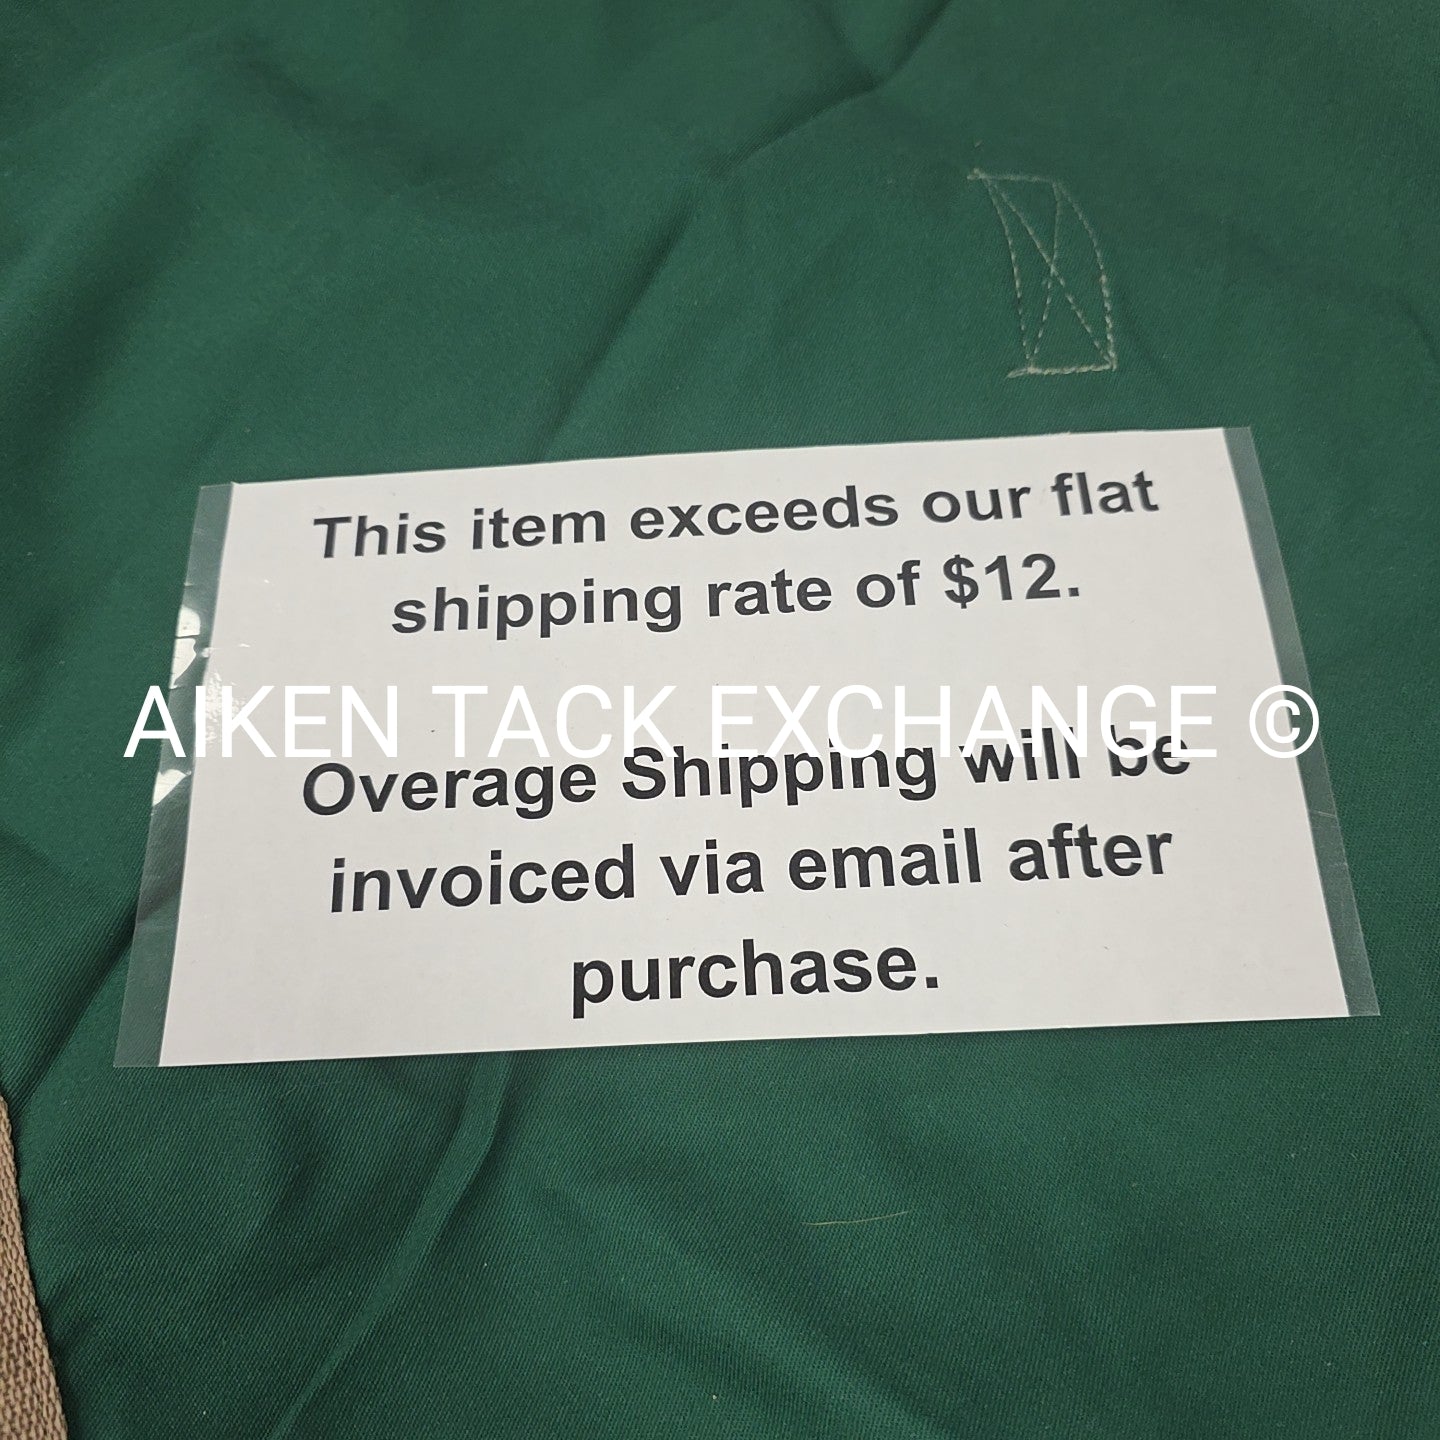 This item exceeds our flat
shipping rate of $12.
AIKEN TACK EXCHANGE ©
Overage Shipping will be
invoiced via email after
purchase.